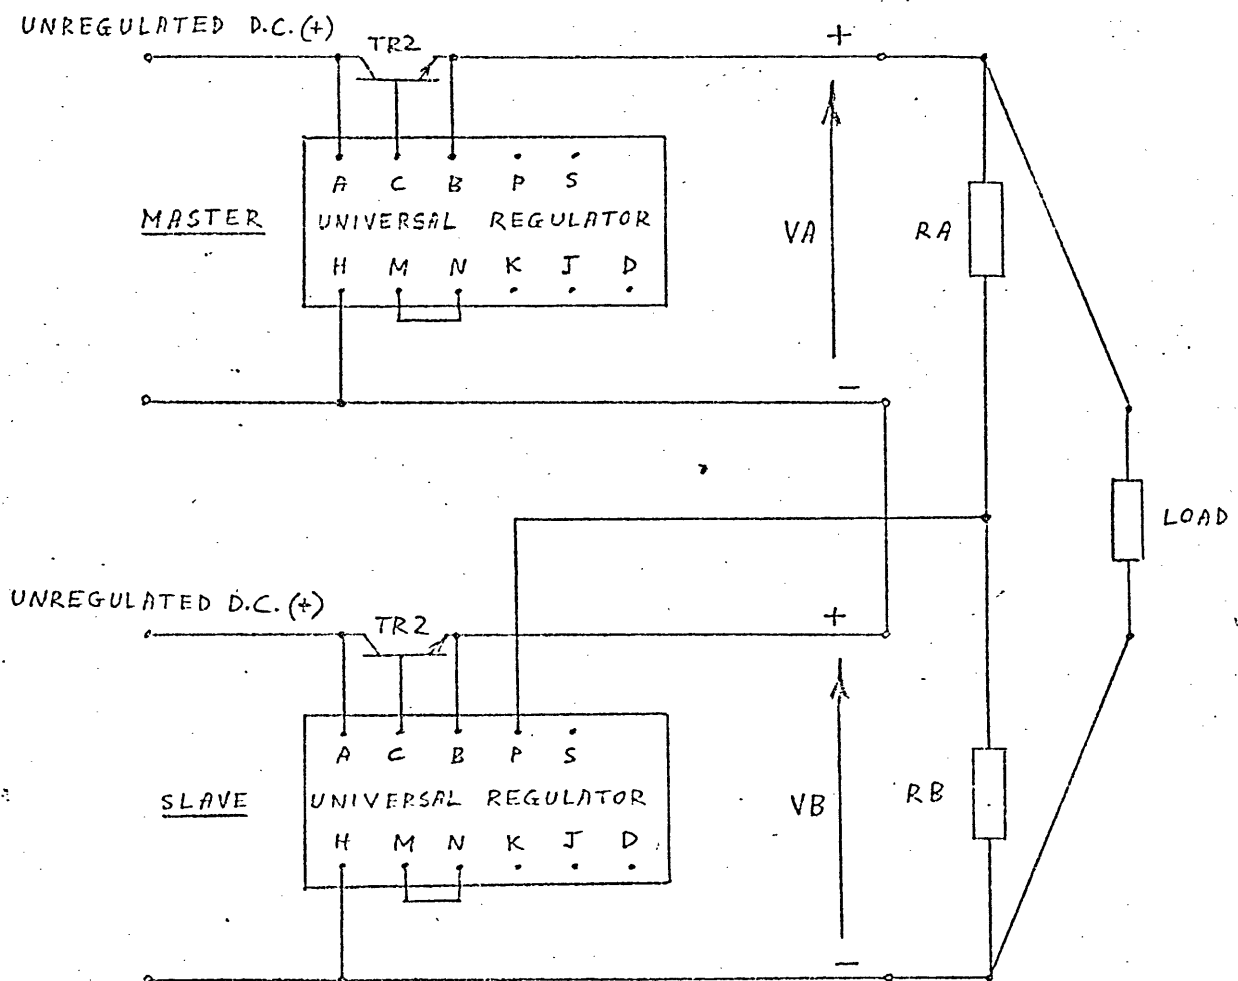 UNREGULATED D.C. (+)
TR2
+
A C B P S
MASTER
UNIVERSAL REGULATOR
VA
RA
H M N K J D
−
LOAD
UNREGULATED D.C. (+)
TR2
+
A C B P S
SLAVE
UNIVERSAL REGULATOR
VB
RB
H M N K J D
−